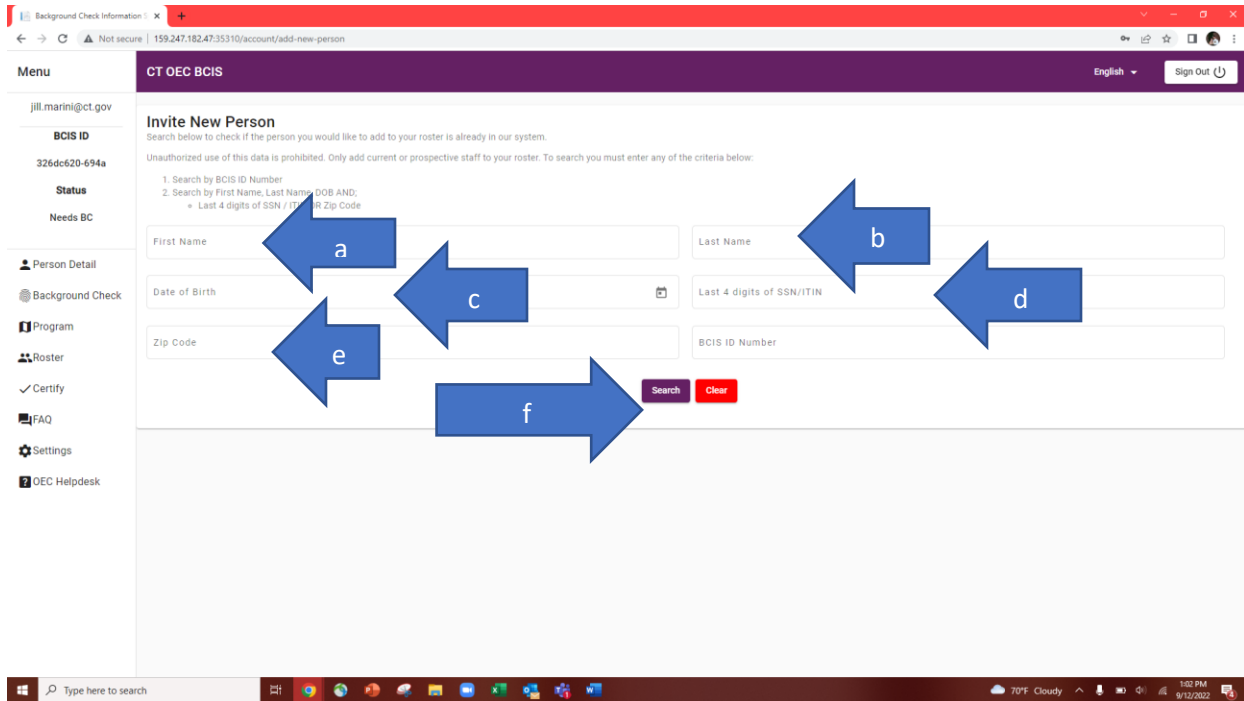 Background Check Information S
Not secure | 159.247.182.47:35310/account/add-new-person
Menu
CT OEC BCIS
English
Sign Out
jill.marini@ct.gov
BCIS ID
326dc620-694a
Status
Needs BC
Person Detail
Background Check
Program
Roster
Certify
FAQ
Settings
OEC Helpdesk
Invite New Person
Search below to check if the person you would like to add to your roster is already in our system.
Unauthorized use of this data is prohibited. Only add current or prospective staff to your roster. To search you must enter any of the criteria below:
1. Search by BCIS ID Number
2. Search by First Name, Last Name, DOB AND;
Last 4 digits of SSN / ITIN OR Zip Code
First Name
a
Last Name
b
Date of Birth
c
Last 4 digits of SSN/ITIN
d
Zip Code
e
BCIS ID Number
f
Search
Clear
Type here to search
70°F Cloudy
1:02 PM
9/12/2022